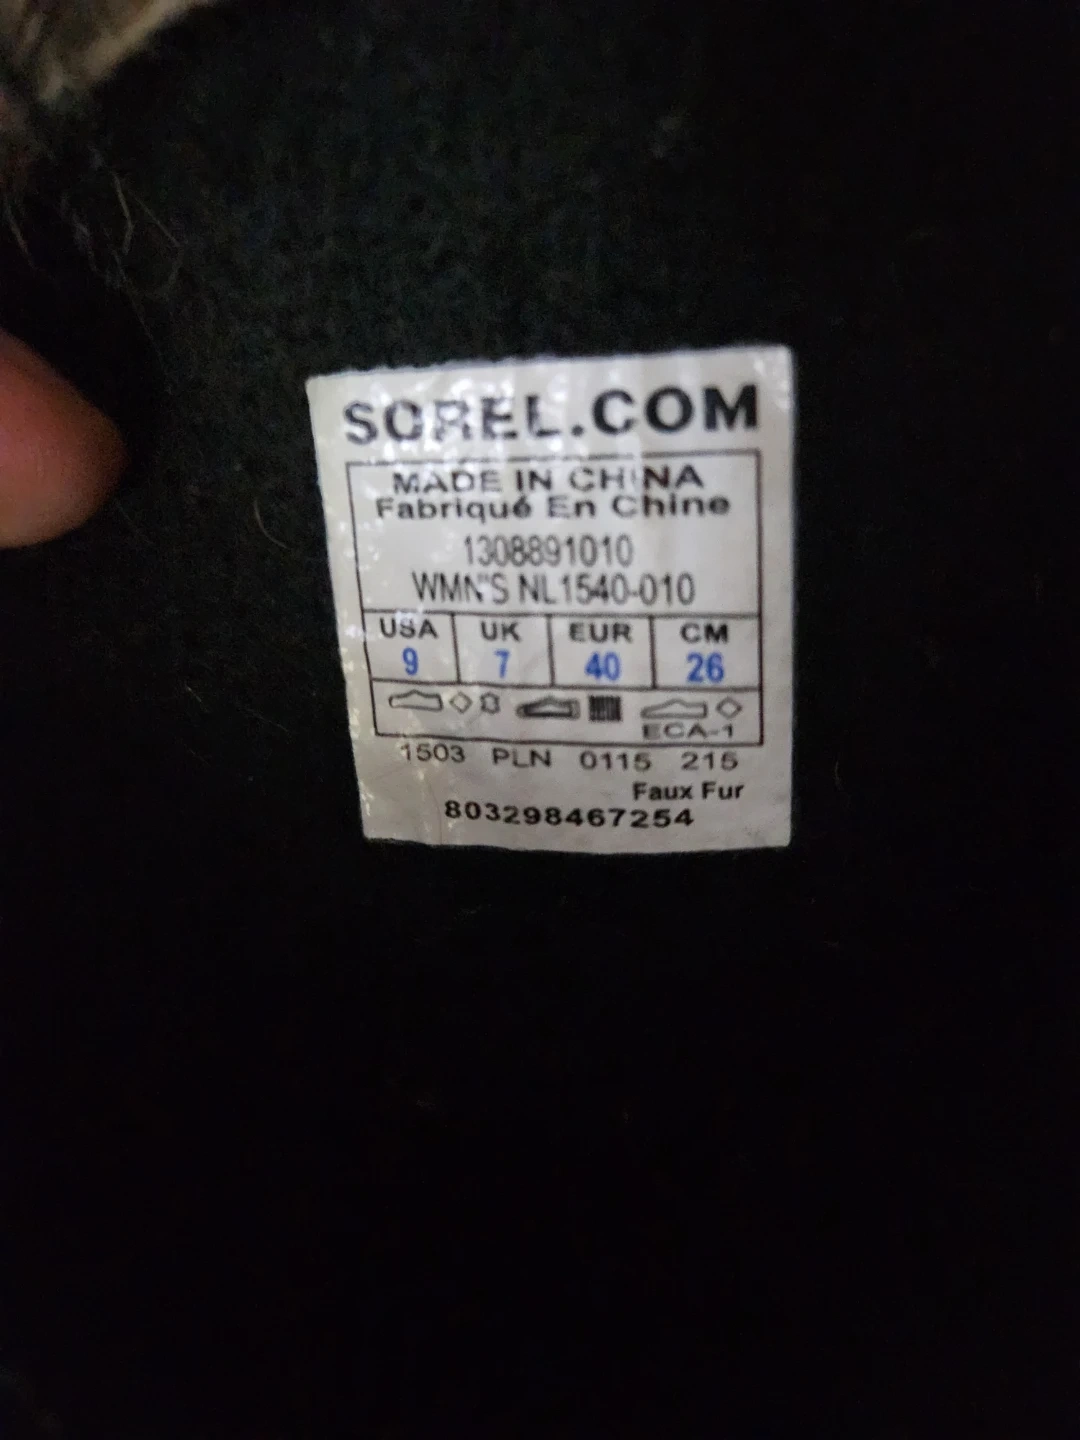 SOREL.COM
MADE IN CHINA
Fabriqué En Chine
1308891010
WMN'S NL1540-010
USA UK EUR CM
9 7 40 26
ECA-1
1503 PLN 0115 215
Faux Fur
803298467254